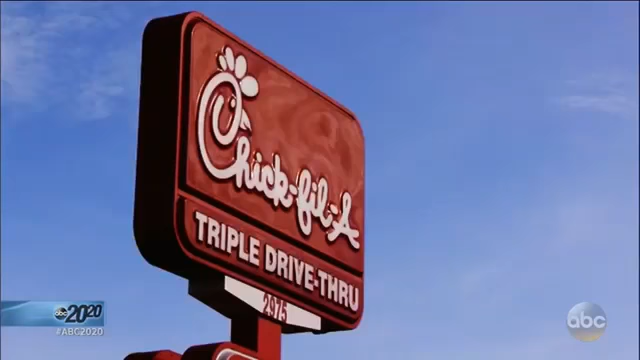 Chick-fil-A
TRIPLE DRIVE-THRU
2975
abc 20/20
#ABC2020
abc